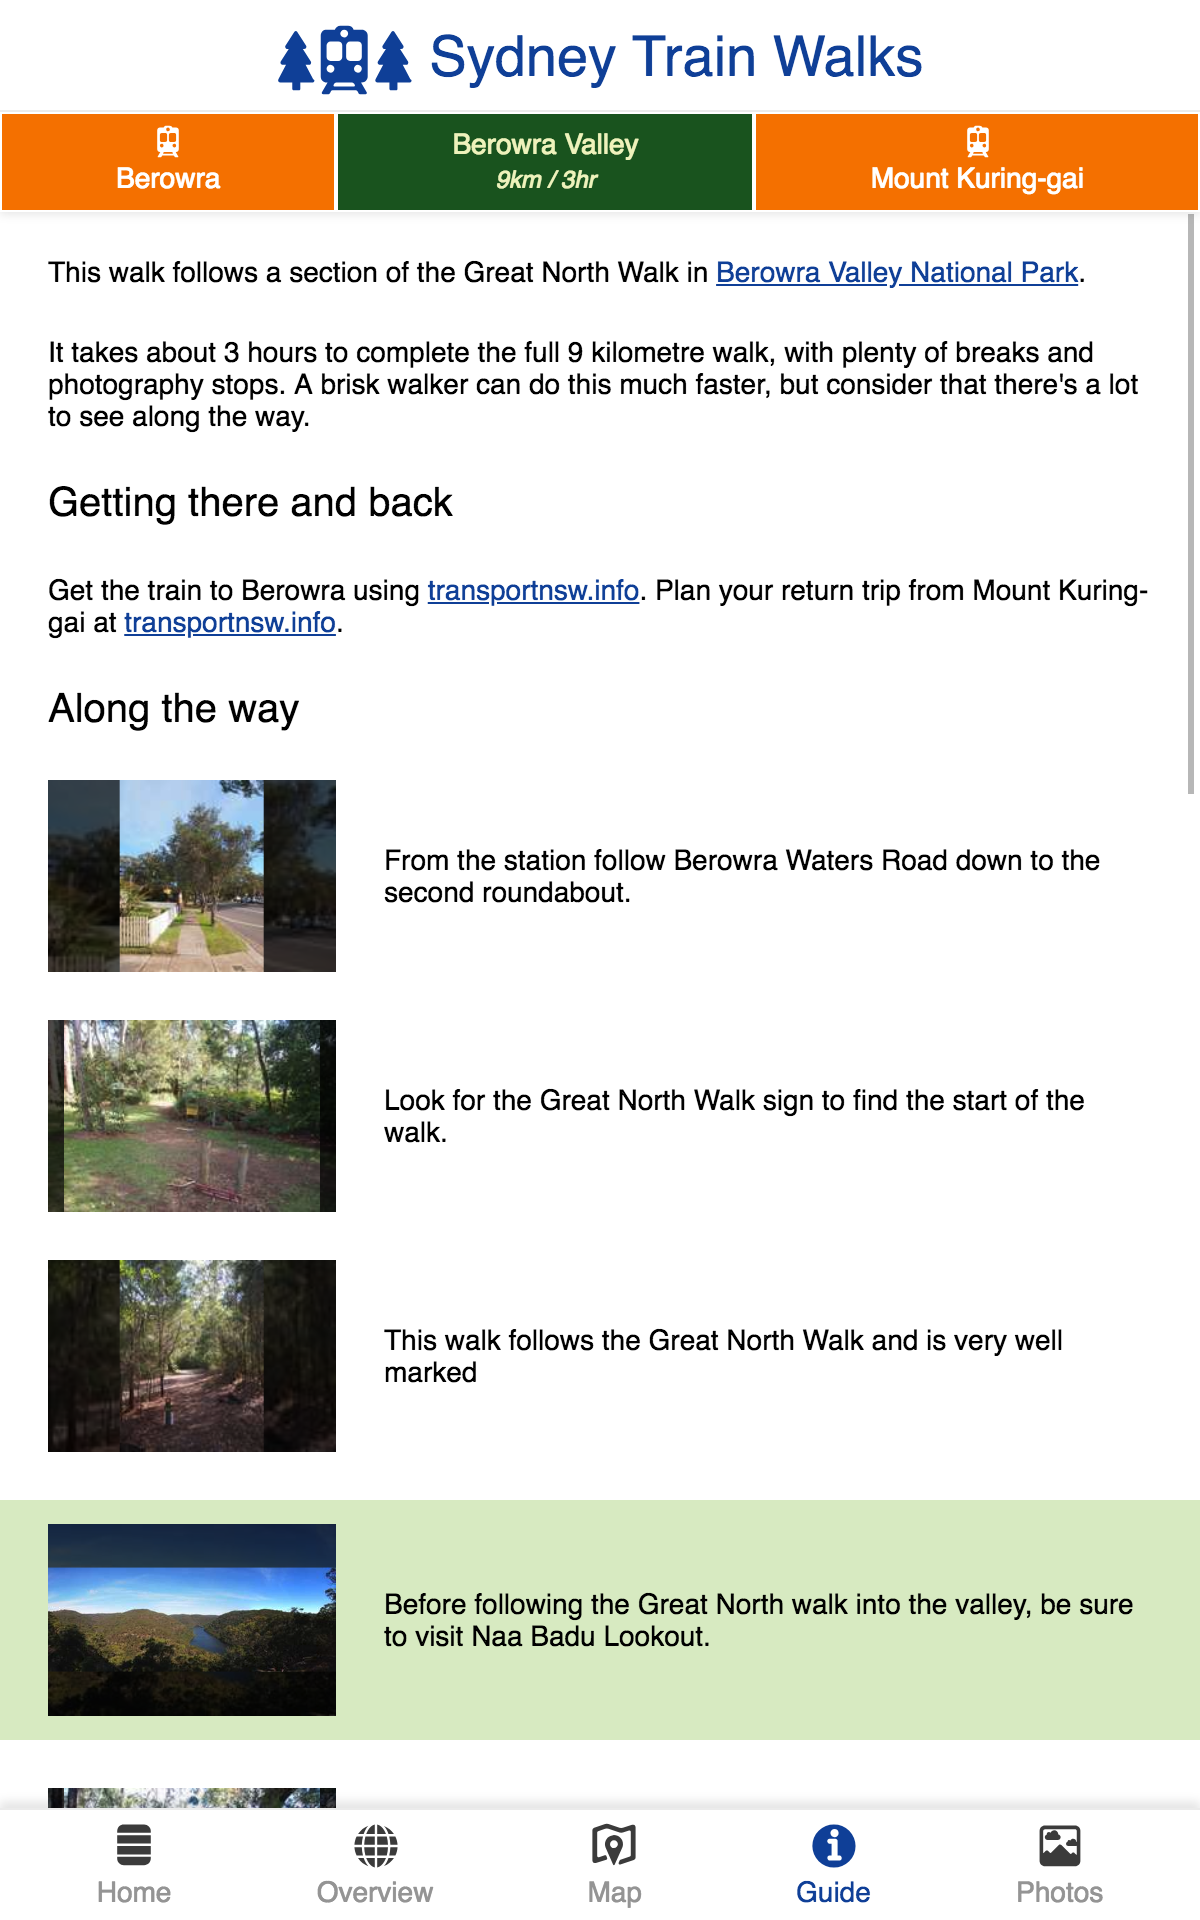 Sydney Train Walks
Berowra
Berowra Valley
9km / 3hr
Mount Kuring-gai
This walk follows a section of the Great North Walk in Berowra Valley National Park.
It takes about 3 hours to complete the full 9 kilometre walk, with plenty of breaks and
photography stops. A brisk walker can do this much faster, but consider that there's a lot
to see along the way.
Getting there and back
Get the train to Berowra using transportnsw.info. Plan your return trip from Mount Kuring-
gai at transportnsw.info.
Along the way
From the station follow Berowra Waters Road down to the
second roundabout.
Look for the Great North Walk sign to find the start of the
walk.
This walk follows the Great North Walk and is very well
marked
Before following the Great North walk into the valley, be sure
to visit Naa Badu Lookout.
Home
Overview
Map
Guide
Photos